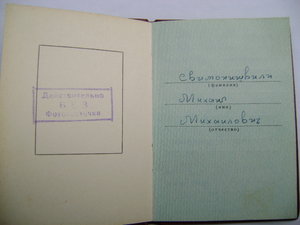 Действительно
БЕЗ
Фотокарточки
(фамилия)
Михаил
(имя)
Михайлович
(отчество)